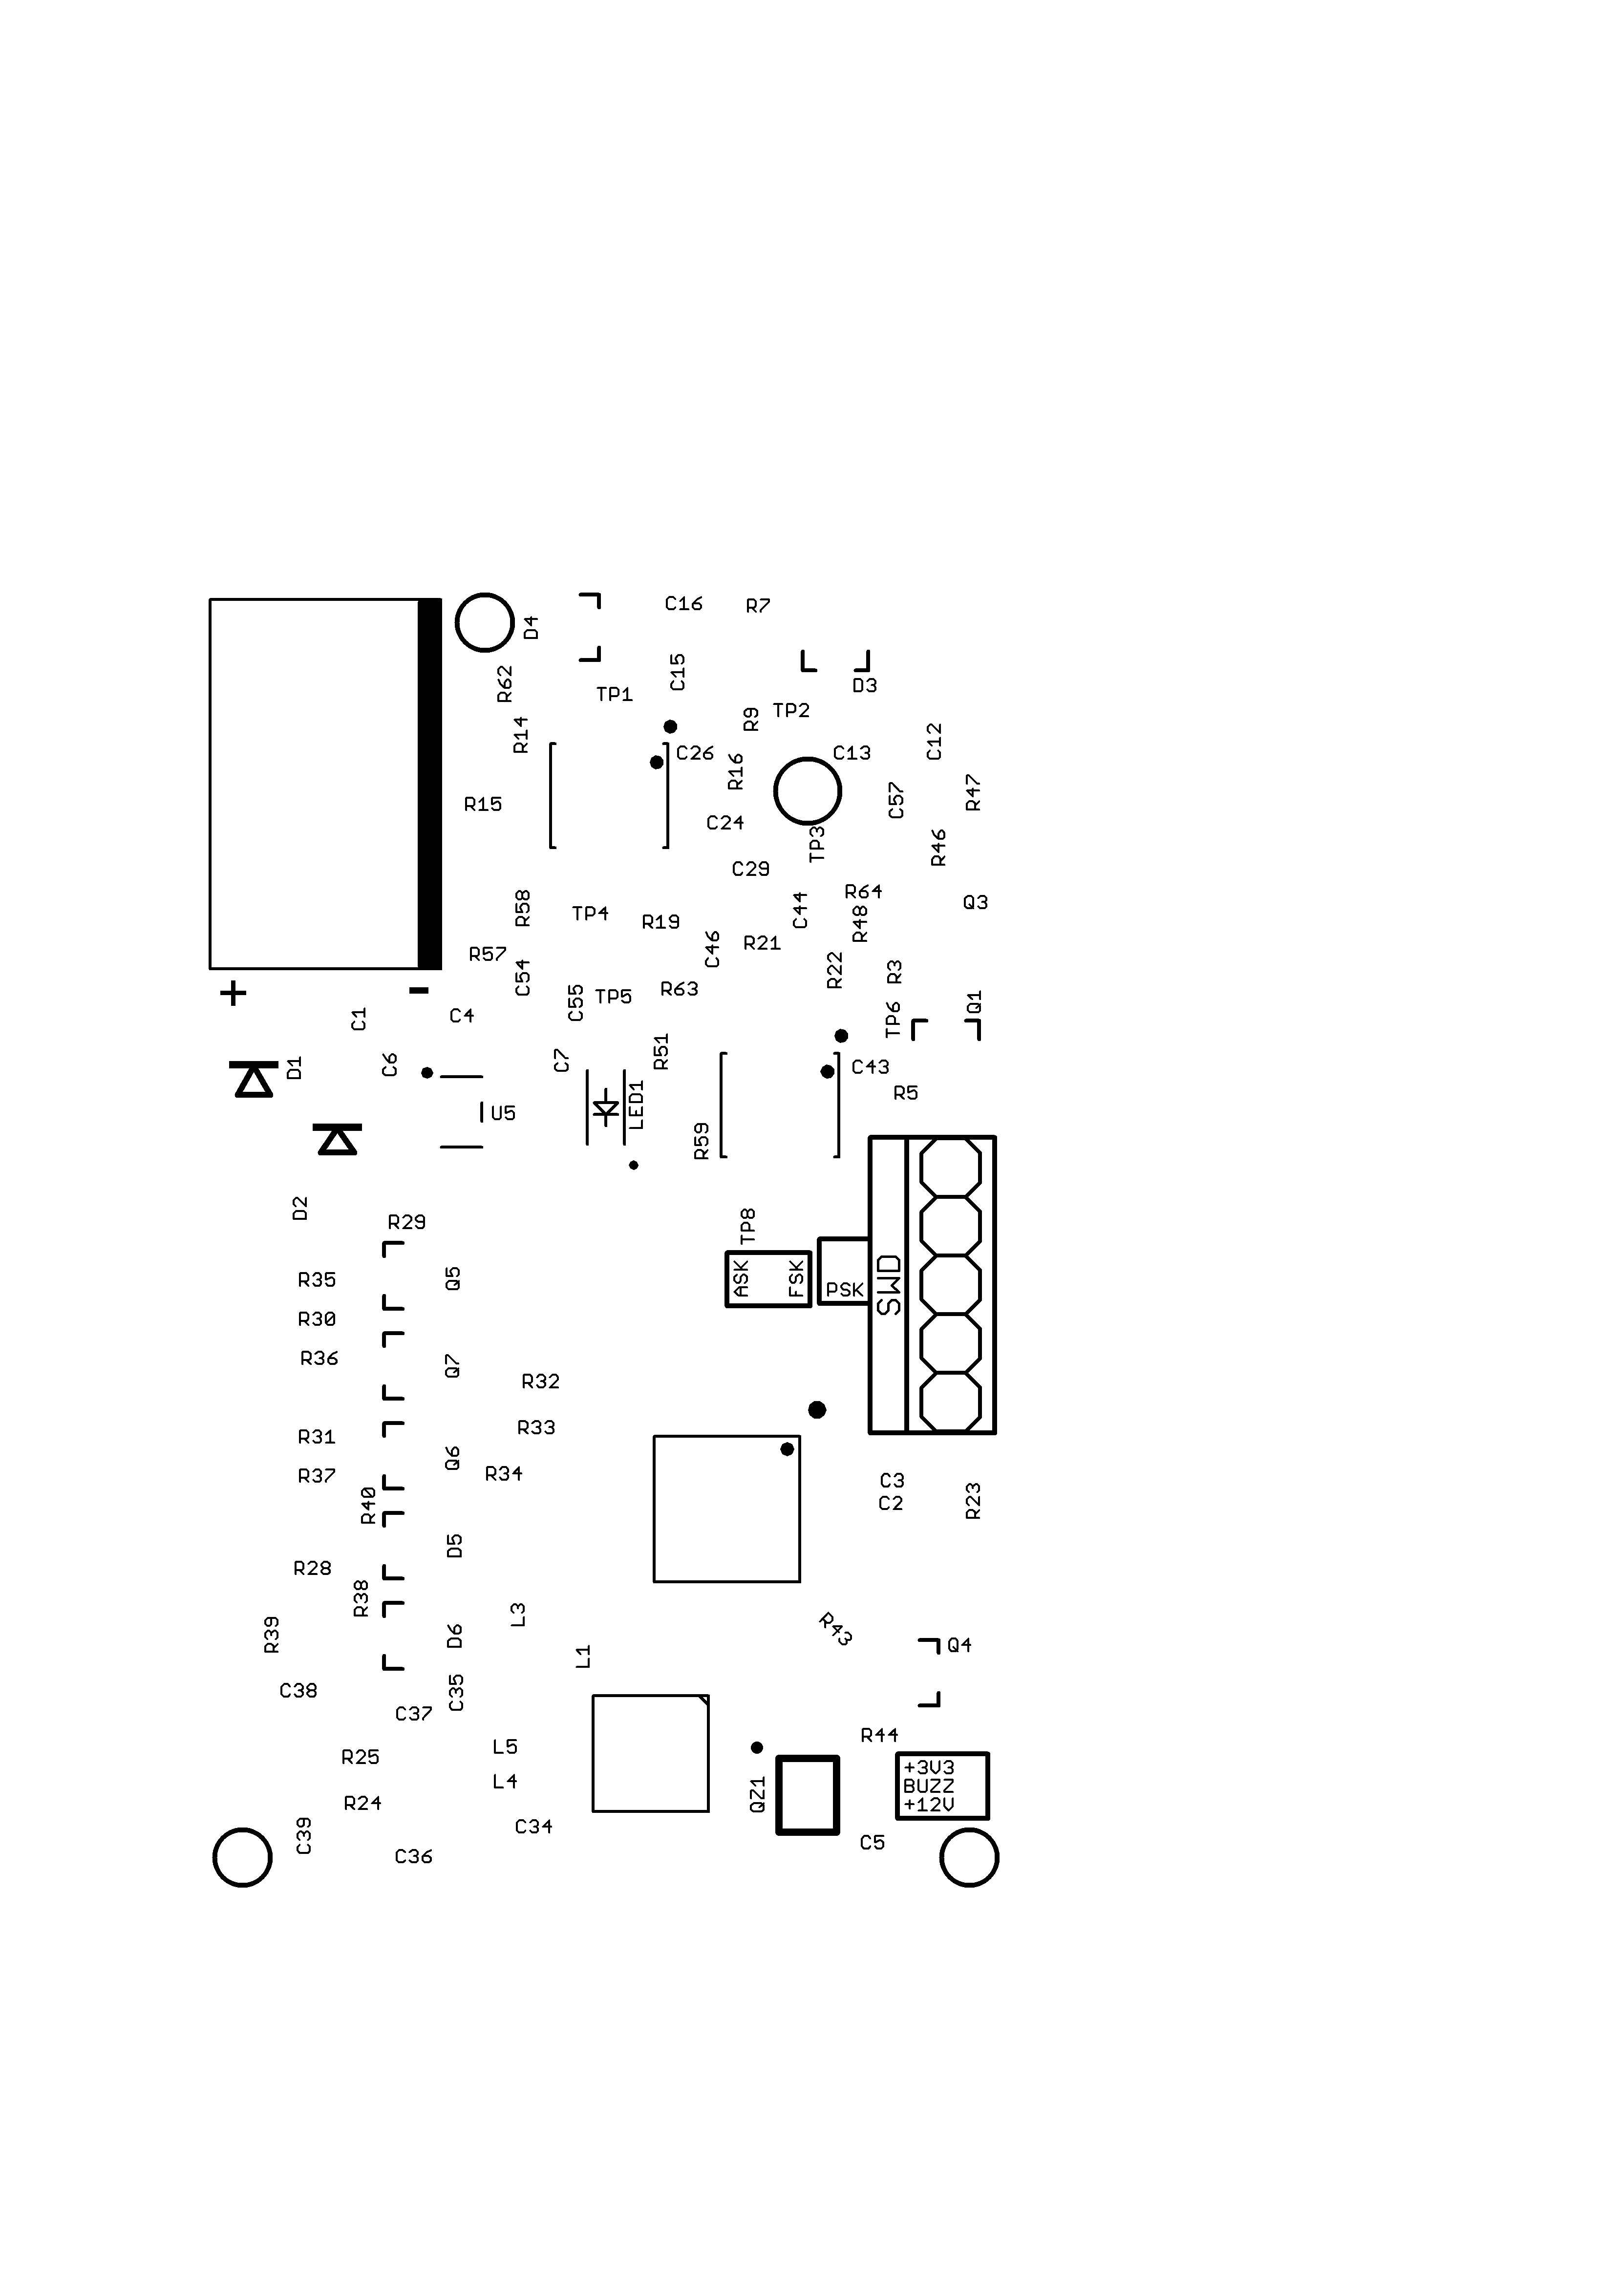 C16
R7
D4
C15
R62
D3
TP1
R9
TP2
R14
C26
C13
C12
R16
R15
C57
R47
C24
TP3
R46
C29
R64
R58
TP4
R19
C44
R48
Q3
R57
C46
R21
C54
R22
R3
C55
TP5
R63
+
-
Q1
C1
C4
TP6
D1
C6
C7
R51
C43
R5
LED1
U5
R59
D2
R29
TP8
R35
Q5
ASK
FSK
PSK
SWD
R30
R36
Q7
R32
R31
R33
Q6
R37
R34
C3
C2
R23
R40
D5
R28
R38
L3
R39
D6
R43
Q4
L1
C38
C35
C37
R44
R25
L5
+3V3
BUZZ
+12V
L4
QZ1
R24
C39
C34
C5
C36